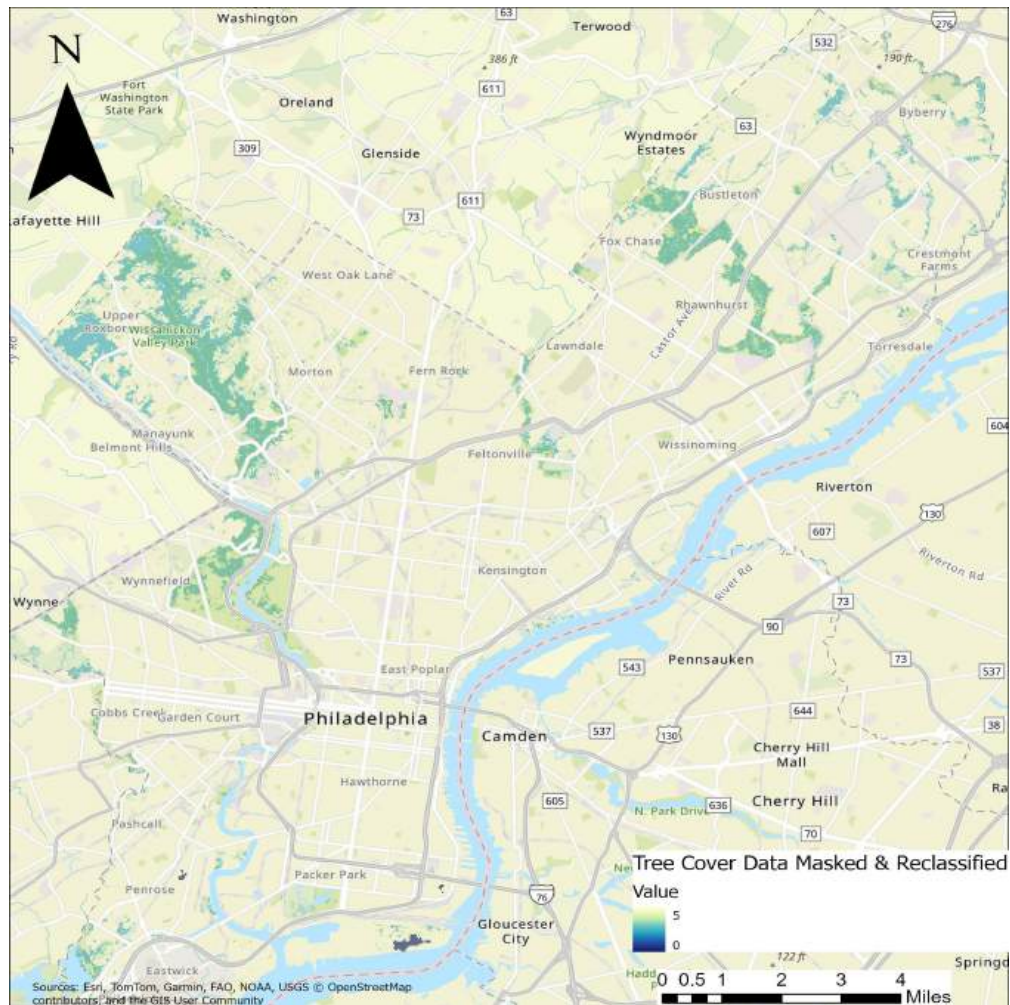 Washington
63
Terwood
276
N
386 ft
532
190 ft
Fort
Washington
State Park
Oreland
611
Byberry
63
Wyndmoor
Estates
309
Glenside
Bustleton
611
73
Lafayette Hill
Fox Chase
Crestmont
Farms
West Oak Lane
Rhawnhurst
Upper
Roxbor
Wissahickon
Valley Park
Castor Ave
Lawndale
Torresdale
Morton
Fern Rock
604
Manayunk
Belmont Hills
Feltonville
Wissinoming
Riverton
130
607
Wynnefield
Kensington
River Rd
Riverton Rd
Wynne
73
90
East Poplar
543
Pennsauken
73
537
Cobbs Creek
Garden Court
Philadelphia
644
537
38
Camden
130
Cherry Hill
Mall
Hawthorne
605
Cherry Hill
N. Park Drive
636
Pashcall
70
Tree Cover Data Masked & Reclassified
Value
5
0
Packer Park
Penrose
76
Gloucester
City
122 ft
Springd
Eastwick
0 0.5 1 2 3 4
Miles
Sources: Esri, TomTom, Garmin, FAO, NOAA, USGS © OpenStreetMap
contributors, and the GIS User Community